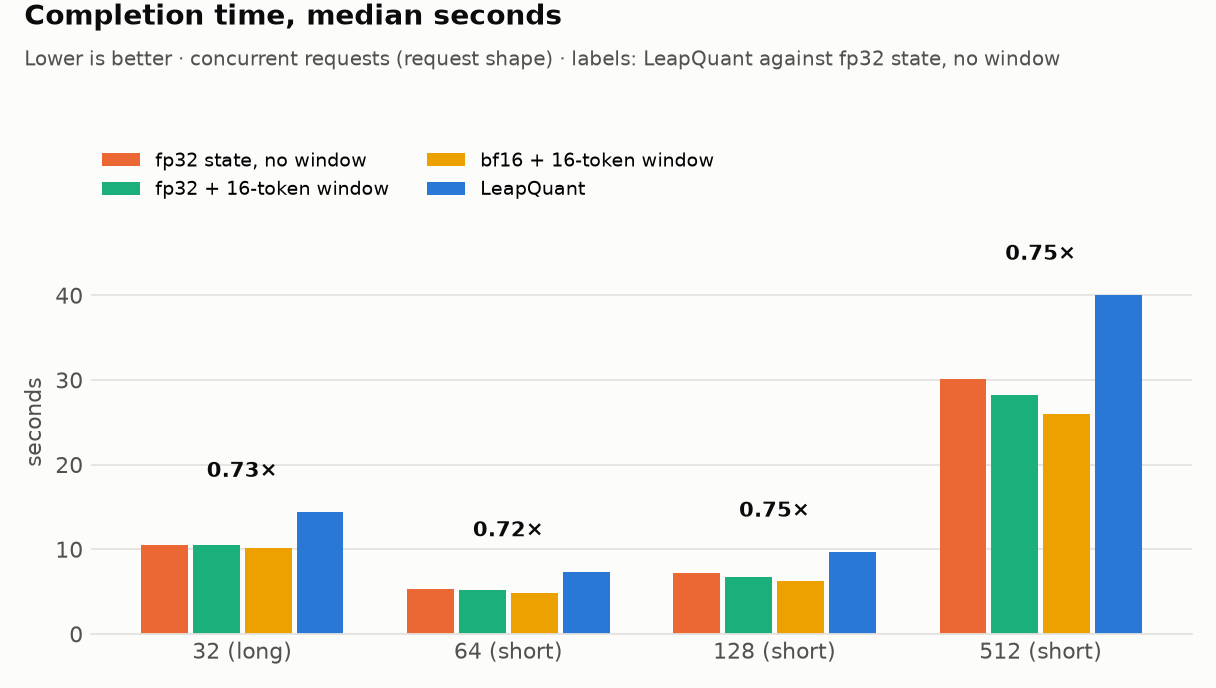 Completion time, median seconds
Lower is better · concurrent requests (request shape) · labels: LeapQuant against fp32 state, no window
fp32 state, no window
bf16 + 16-token window
fp32 + 16-token window
LeapQuant
0.75×
40
30
seconds
20
0.73×
0.72×
0.75×
10
0
32 (long)
64 (short)
128 (short)
512 (short)